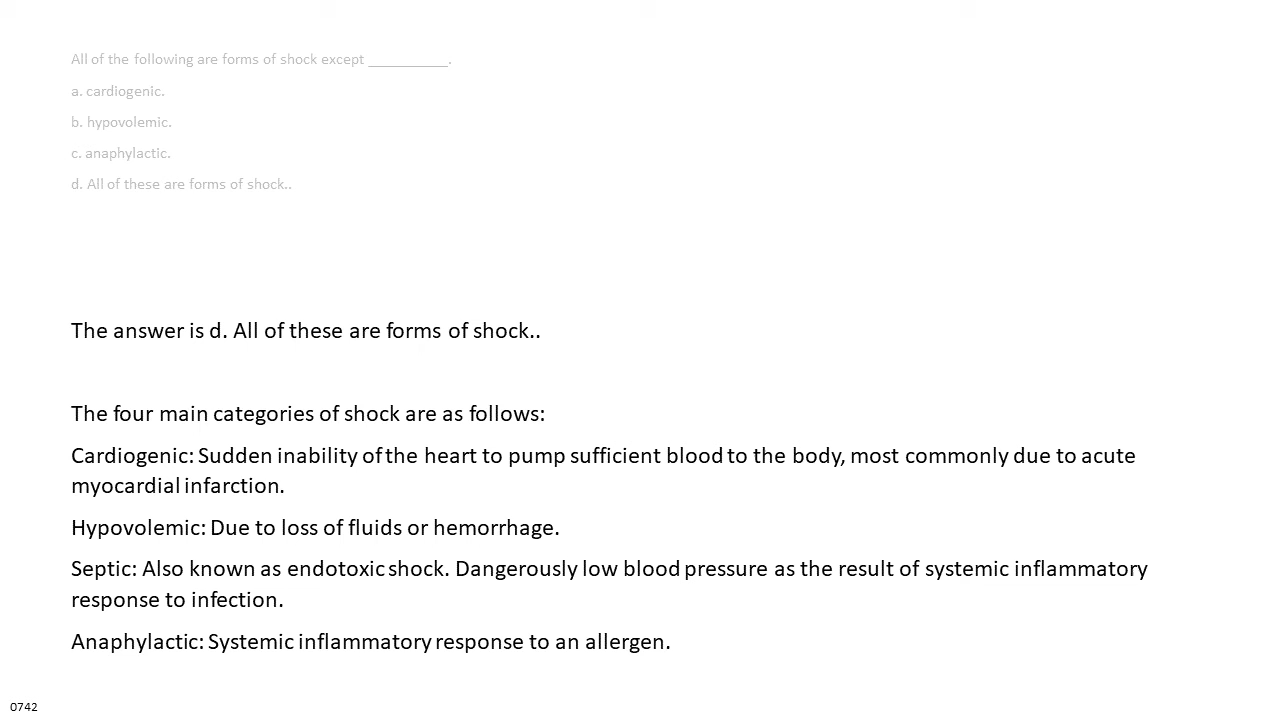 All of the following are forms of shock except __________.
a. cardiogenic.
b. hypovolemic.
c. anaphylactic.
d. All of these are forms of shock..
The answer is d. All of these are forms of shock..
The four main categories of shock are as follows:
Cardiogenic: Sudden inability of the heart to pump sufficient blood to the body, most commonly due to acute
myocardial infarction.
Hypovolemic: Due to loss of fluids or hemorrhage.
Septic: Also known as endotoxic shock. Dangerously low blood pressure as the result of systemic inflammatory
response to infection.
Anaphylactic: Systemic inflammatory response to an allergen.
0742